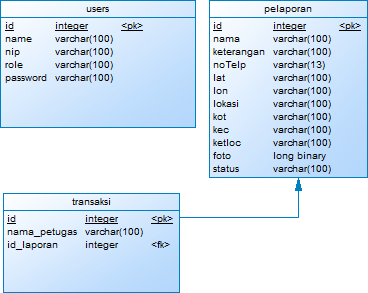 users
id integer <pk>
name varchar(100)
nip varchar(100)
role varchar(100)
password varchar(100)
pelaporan
id integer <pk>
nama varchar(100)
keterangan varchar(100)
noTelp varchar(13)
lat varchar(100)
lon varchar(100)
lokasi varchar(100)
kot varchar(100)
kec varchar(100)
ketloc varchar(100)
foto long binary
status varchar(100)
transaksi
id integer <pk>
nama_petugas varchar(100)
id_laporan integer <fk>